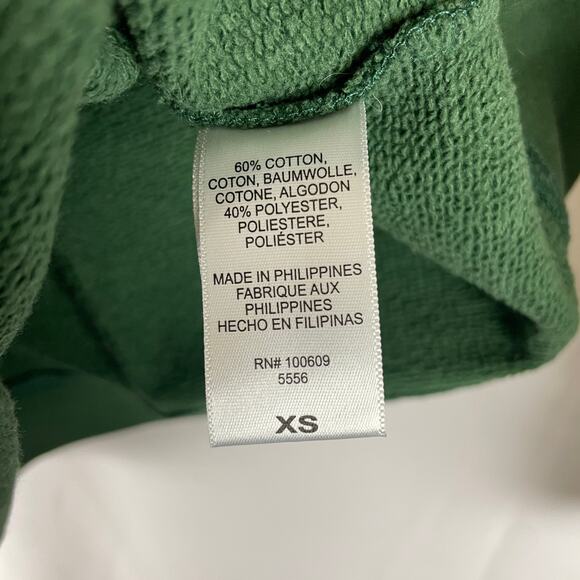 60% COTTON,
COTON, BAUMWOLLE,
COTONE, ALGODON
40% POLYESTER,
POLIESTERE,
POLIÉSTER
MADE IN PHILIPPINES
FABRIQUE AUX
PHILIPPINES
HECHO EN FILIPINAS
RN# 100609
5556
XS